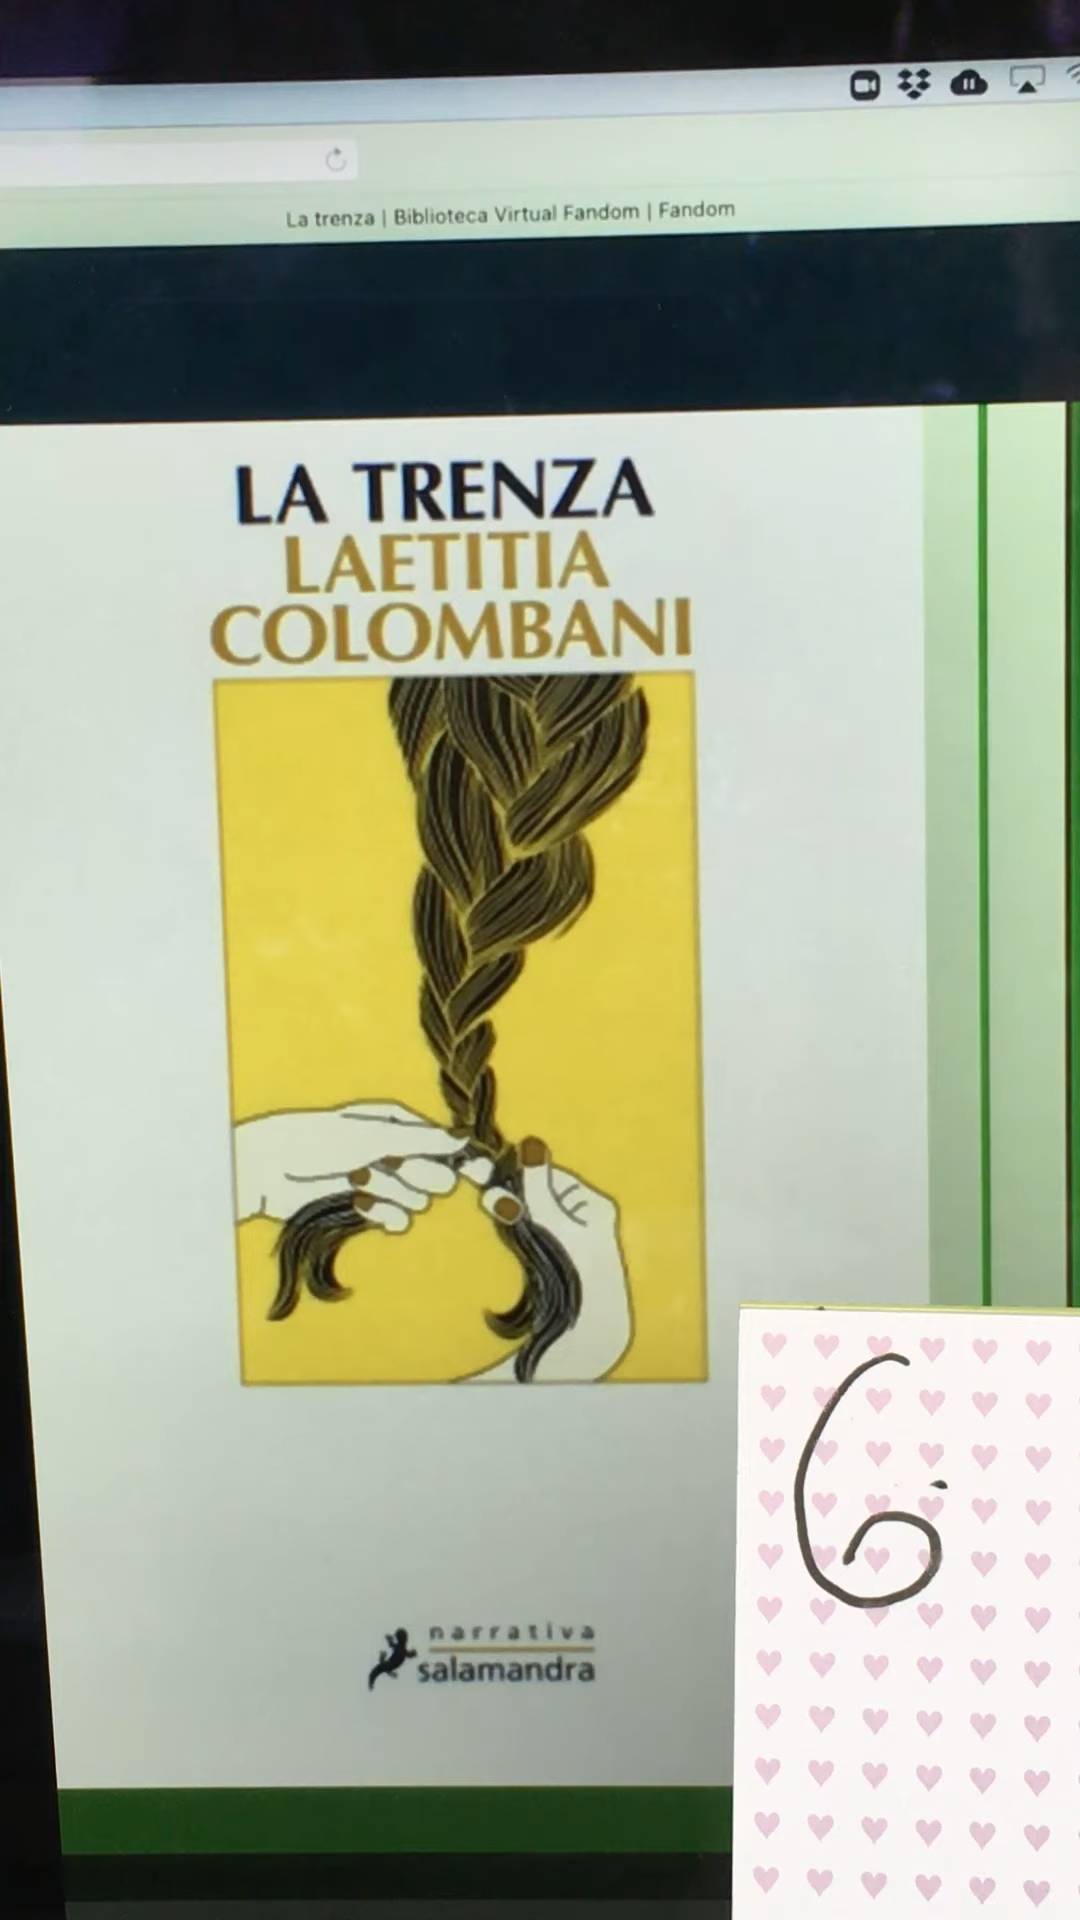 La trenza | Biblioteca Virtual Fandom | Fandom
LA TRENZA
LAETITIA
COLOMBANI
narrativa
salamandra
6